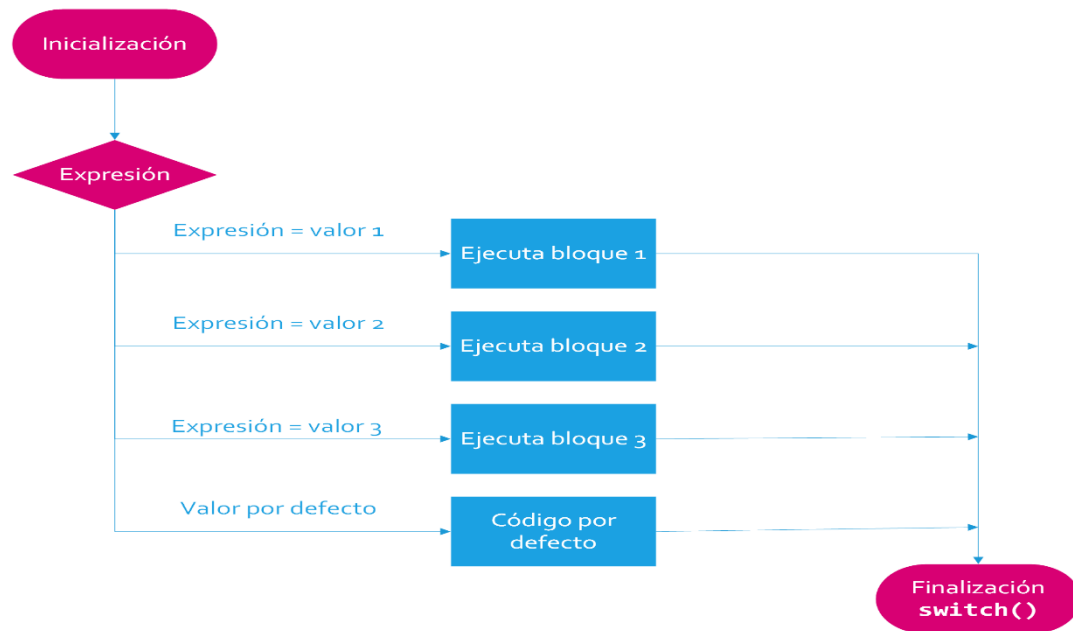 Inicialización
Expresión
Expresión = valor 1
Ejecuta bloque 1
Expresión = valor 2
Ejecuta bloque 2
Expresión = valor 3
Ejecuta bloque 3
Valor por defecto
Código por
defecto
Finalización
switch()